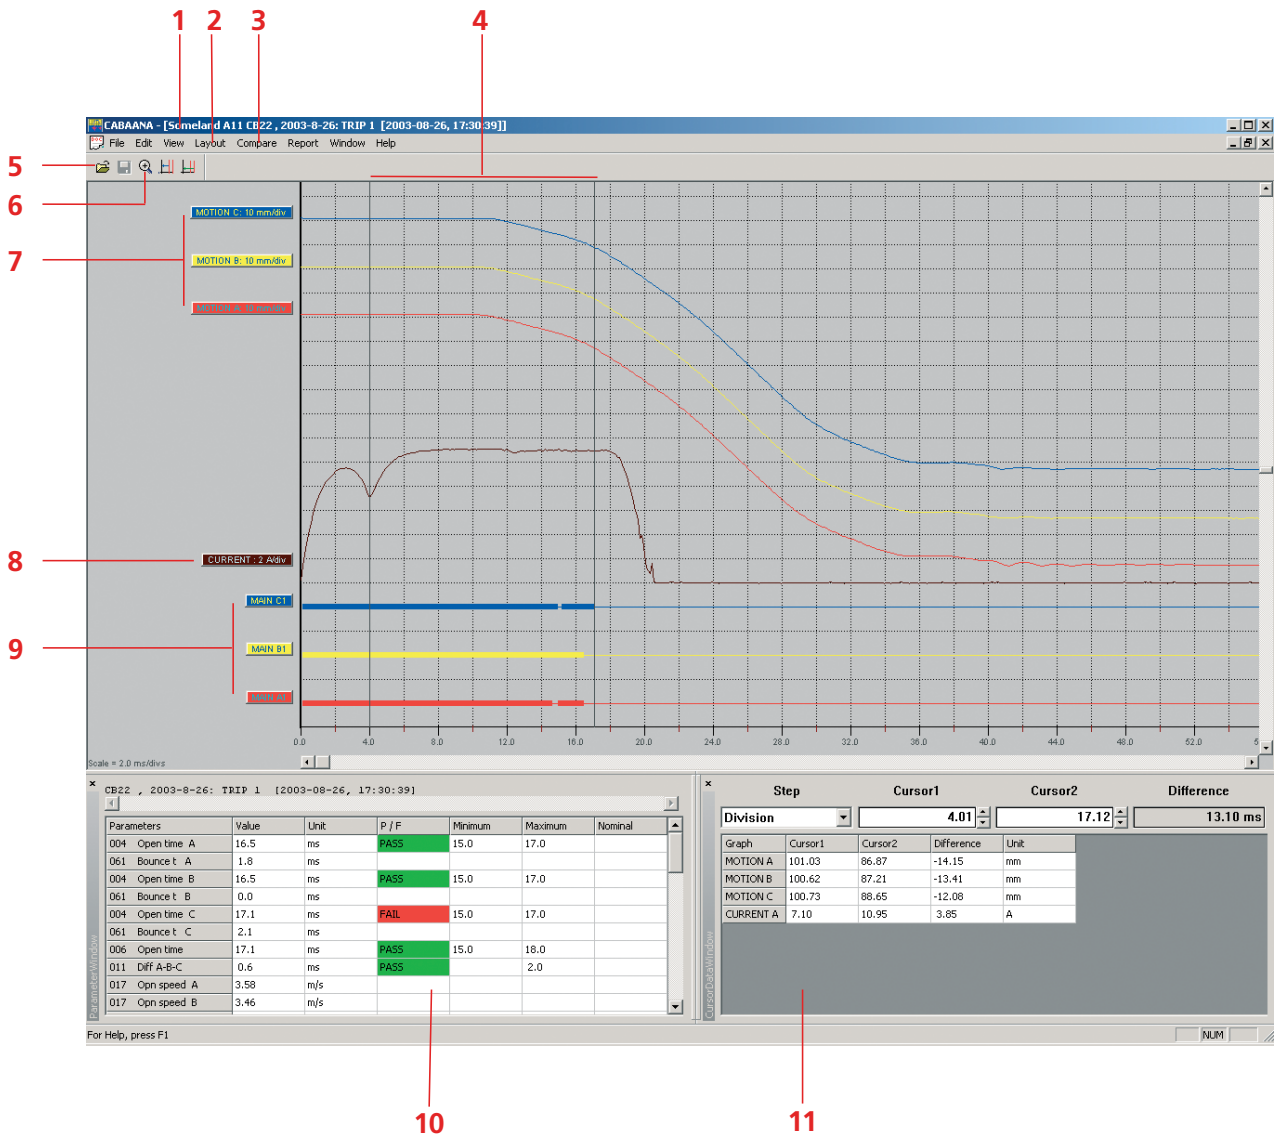 1 2 3 4
CABAANA - [Someland A11 CB22 , 2003-8-26: TRIP 1 [2003-08-26, 17:30:39]]
File Edit View Layout Compare Report Window Help
5
6
MOTION C: 10 mm/div
7
MOTION B: 10 mm/div
MOTION A: 10 mm/div
8
CURRENT : 2 A/div
MAIN C1
9
MAIN B1
MAIN A1
0.0 4.0 8.0 12.0 16.0 20.0 24.0 28.0 32.0 36.0 40.0 44.0 48.0 52.0 5
Scale = 2.0 ms/divs
CB22 , 2003-8-26: TRIP 1 [2003-08-26, 17:30:39]
Parameters Value Unit P / F Minimum Maximum Nominal
004 Open time A 16.5 ms PASS 15.0 17.0
061 Bounce t A 1.8 ms
004 Open time B 16.5 ms PASS 15.0 17.0
061 Bounce t B 0.0 ms
004 Open time C 17.1 ms FAIL 15.0 17.0
061 Bounce t C 2.1 ms
006 Open time 17.1 ms PASS 15.0 18.0
011 Diff A-B-C 0.6 ms PASS 2.0
017 Opn speed A 3.58 m/s
017 Opn speed B 3.46 m/s
ParameterWindow
Step Cursor1 Cursor2 Difference
Division 4.01 17.12 13.10 ms
Graph Cursor1 Cursor2 Difference Unit
MOTION A 101.03 86.87 -14.15 mm
MOTION B 100.62 87.21 -13.41 mm
MOTION C 100.73 88.65 -12.08 mm
CURRENT A 7.10 10.95 3.85 A
CursorDataWindow
For Help, press F1 NUM
10 11